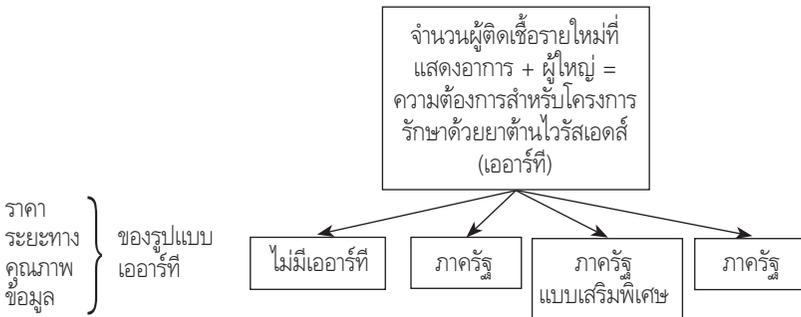 จำนวนผู้ติดเชื้อรายใหม่ที่
แสดงอาการ + ผู้ใหญ่ =
ความต้องการสำหรับโครงการ
รักษาด้วยยาต้านไวรัสเอดส์
(เออาร์ที)
ราคา
ระยะทาง
คุณภาพ
ข้อมูล
ของรูปแบบ
เออาร์ที
ไม่มีเออาร์ที
ภาครัฐ
ภาครัฐ
แบบเสริมพิเศษ
ภาครัฐ